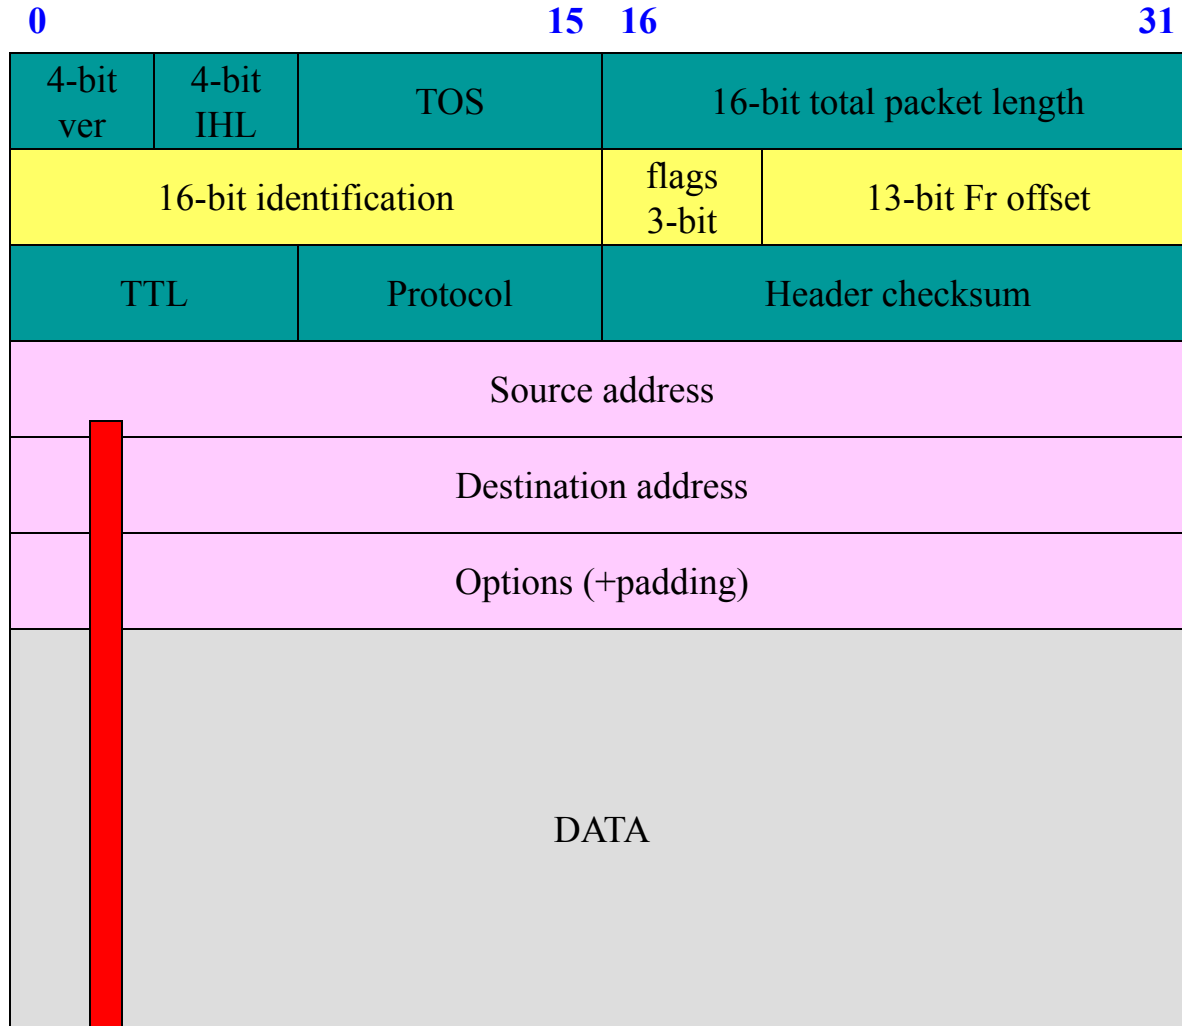 0 15 16 31
4-bit ver
4-bit IHL
TOS
16-bit total packet length
16-bit identification
flags 3-bit
13-bit Fr offset
TTL
Protocol
Header checksum
Source address
Destination address
Options (+padding)
DATA